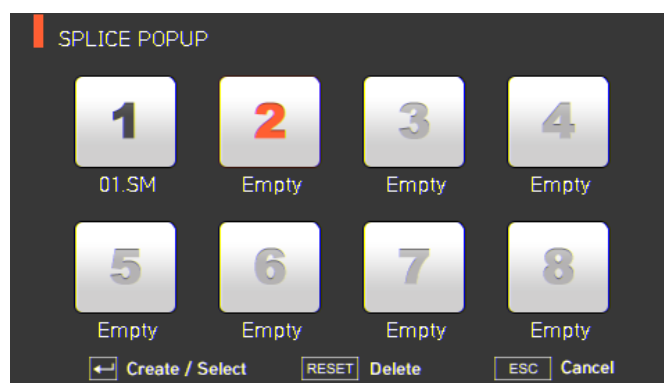 SPLICE POPUP
1 2 3 4
01.SM Empty Empty Empty
5 6 7 8
Empty Empty Empty Empty
Create / Select RESET Delete ESC Cancel